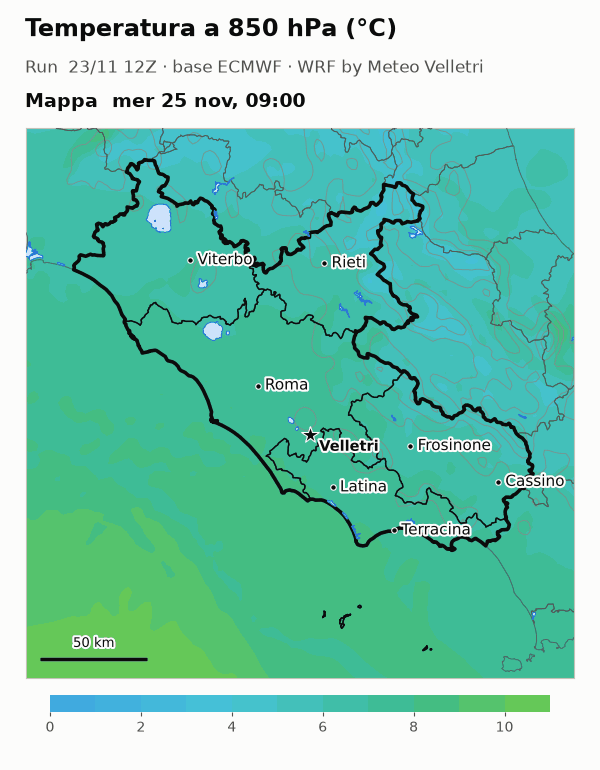 Temperatura a 850 hPa (°C)
Run  23/11 12Z · base ECMWF · WRF by Meteo Velletri
Mappa  mer 25 nov, 09:00
Viterbo
Rieti
Roma
Velletri
Frosinone
Cassino
Latina
Terracina
50 km
0 2 4 6 8 10